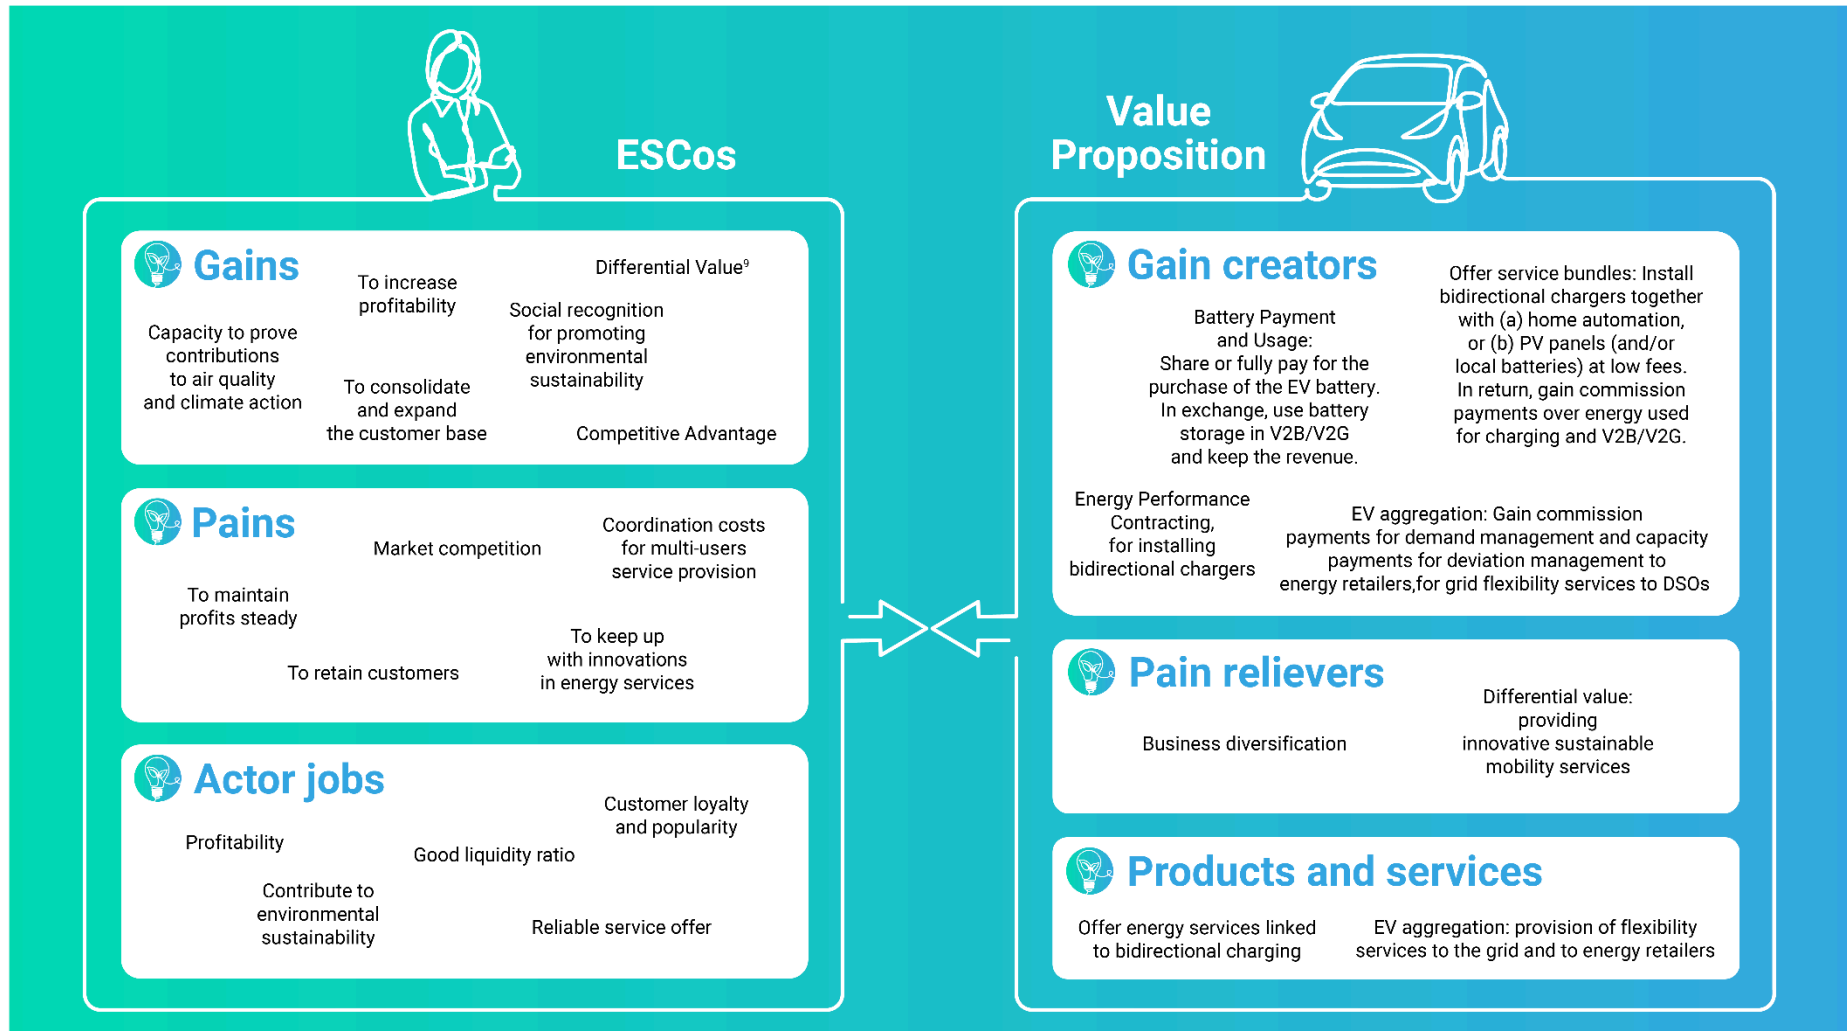 ESCos
Gains
To increase
profitability
Differential Value⁹
Capacity to prove
contributions
to air quality
and climate action
Social recognition
for promoting
environmental
sustainability
To consolidate
and expand
the customer base
Competitive Advantage
Pains
Market competition
Coordination costs
for multi-users
service provision
To maintain
profits steady
To retain customers
To keep up
with innovations
in energy services
Actor jobs
Customer loyalty
and popularity
Profitability
Good liquidity ratio
Contribute to
environmental
sustainability
Reliable service offer
Value
Proposition
Gain creators
Battery Payment
and Usage:
Share or fully pay for the
purchase of the EV battery.
In exchange, use battery
storage in V2B/V2G
and keep the revenue.
Offer service bundles: Install
bidirectional chargers together
with (a) home automation,
or (b) PV panels (and/or
local batteries) at low fees.
In return, gain commission
payments over energy used
for charging and V2B/V2G.
Energy Performance
Contracting,
for installing
bidirectional chargers
EV aggregation: Gain commission
payments for demand management and capacity
payments for deviation management to
energy retailers,for grid flexibility services to DSOs
Pain relievers
Business diversification
Differential value:
providing
innovative sustainable
mobility services
Products and services
Offer energy services linked
to bidirectional charging
EV aggregation: provision of flexibility
services to the grid and to energy retailers